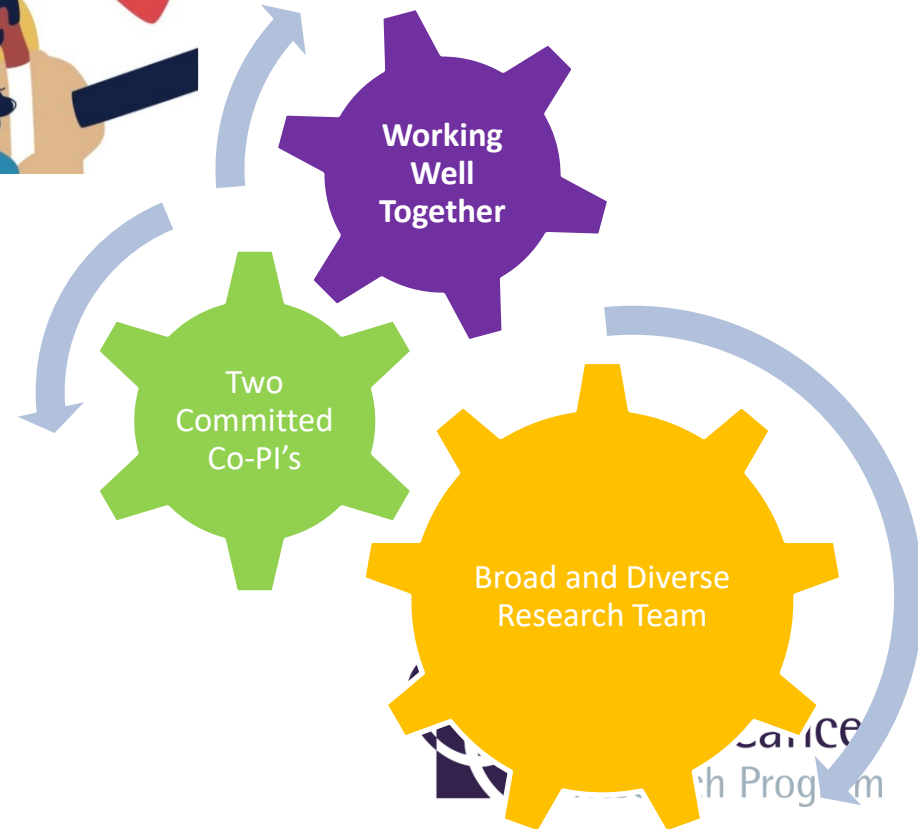 Working
Well
Together
Two
Committed
Co-PI's
Broad and Diverse
Research Team